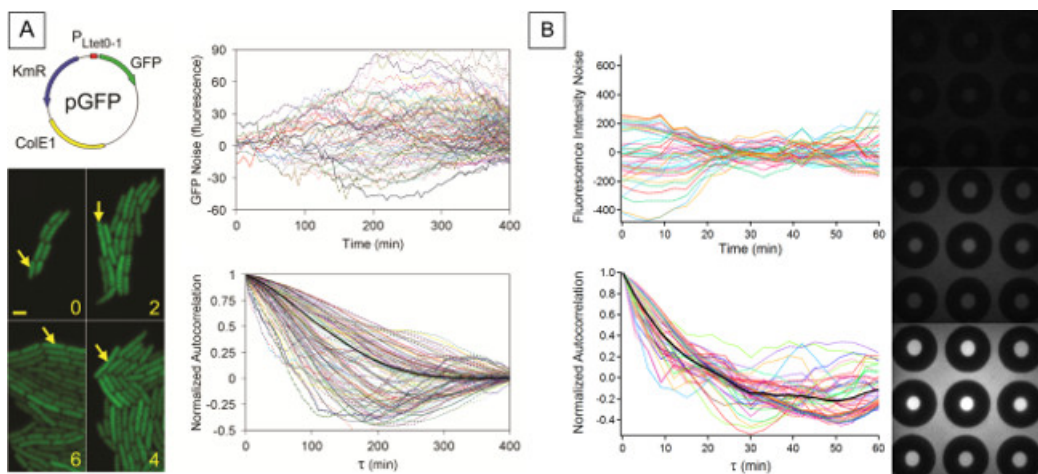 A
P Ltet0-1
KmR
GFP
pGFP
ColE1
0
2
6
4
90
60
30
0
-30
-60
GFP Noise (fluorescence)
0 100 200 300 400
Time (min)
1
0.75
0.5
0.25
0
-0.25
-0.5
Normalized Autocorrelation
0 100 200 300 400
τ (min)
B
600
400
200
0
-200
-400
Fluorescence Intensity Noise
0 10 20 30 40 50 60
Time (min)
1.0
0.8
0.6
0.4
0.2
0.0
-0.2
-0.4
Normalized Autocorrelation
0 10 20 30 40 50 60
τ (min)